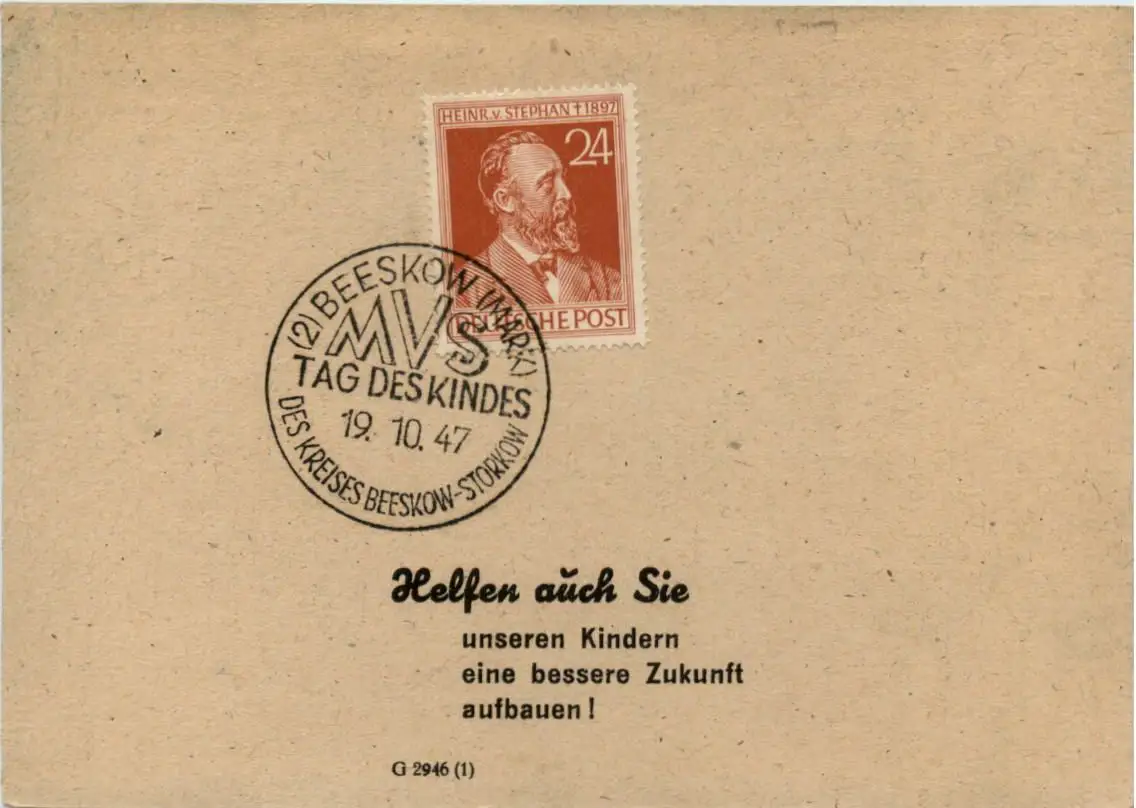 HEINR. v. STEPHAN † 1897
24
DEUTSCHE POST
(2) BEESKOW (MARK)
MVS
TAG DES KINDES
19. 10. 47
DES KREISES BEESKOW-STORKOW
Helfen aŭch Sie
unseren Kindern
eine bessere Zukunft
aufbauen!
G 2946 (1)